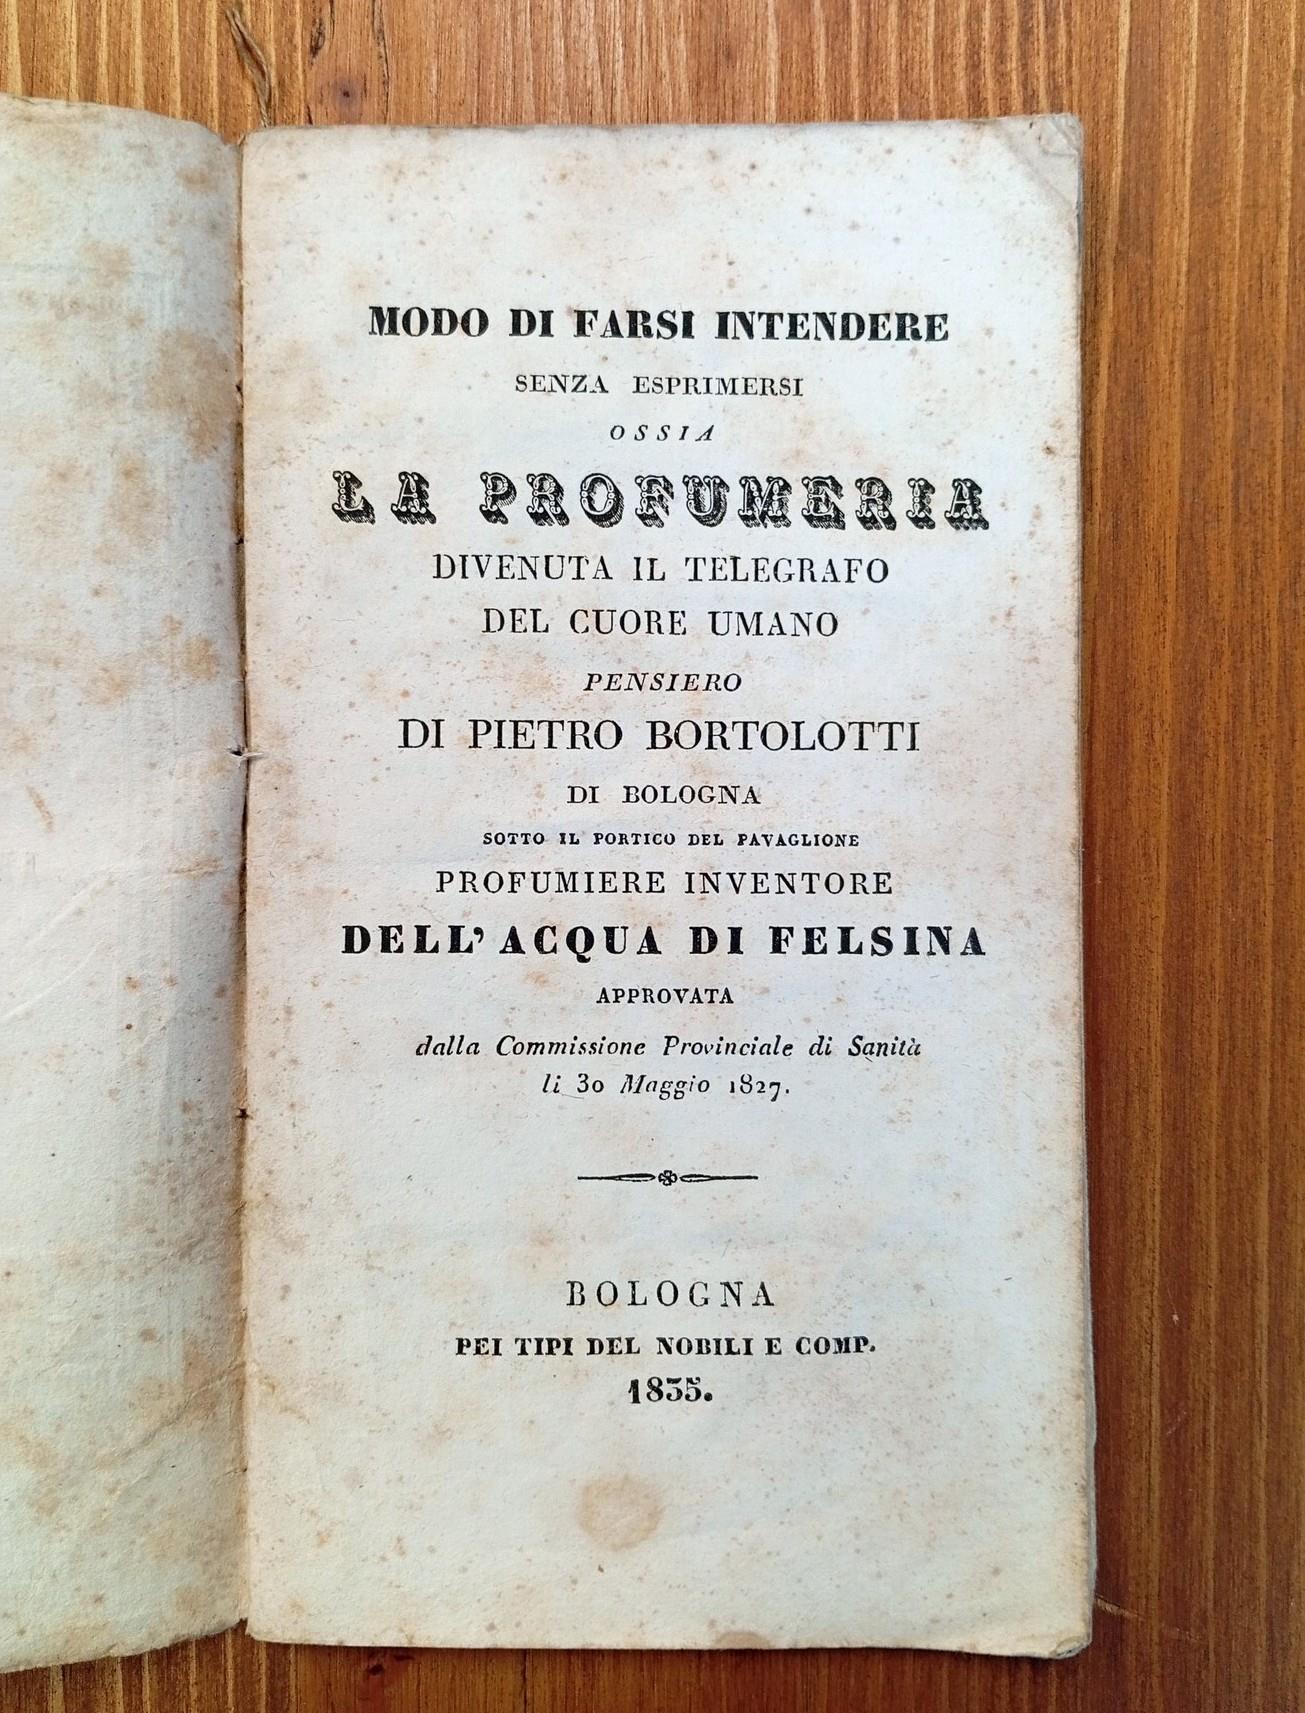 MODO DI FARSI INTENDERE
SENZA ESPRIMERSI
OSSIA
LA PROFUMERIA
DIVENUTA IL TELEGRAFO
DEL CUORE UMANO
PENSIERO
DI PIETRO BORTOLOTTI
DI BOLOGNA
SOTTO IL PORTICO DEL PAVAGLIONE
PROFUMIERE INVENTORE
DELL' ACQUA DI FELSINA
APPROVATA
dalla Commissione Provinciale di Sanità
li 30 Maggio 1827.
BOLOGNA
PEI TIPI DEL NOBILI E COMP.
1835.